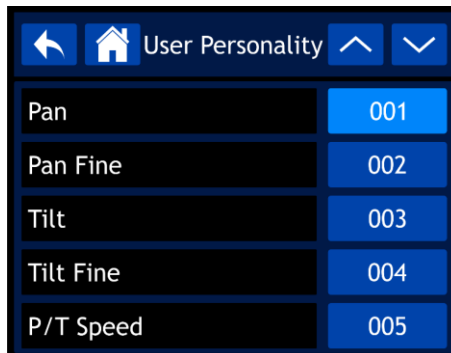 User Personality
Pan 001
Pan Fine 002
Tilt 003
Tilt Fine 004
P/T Speed 005